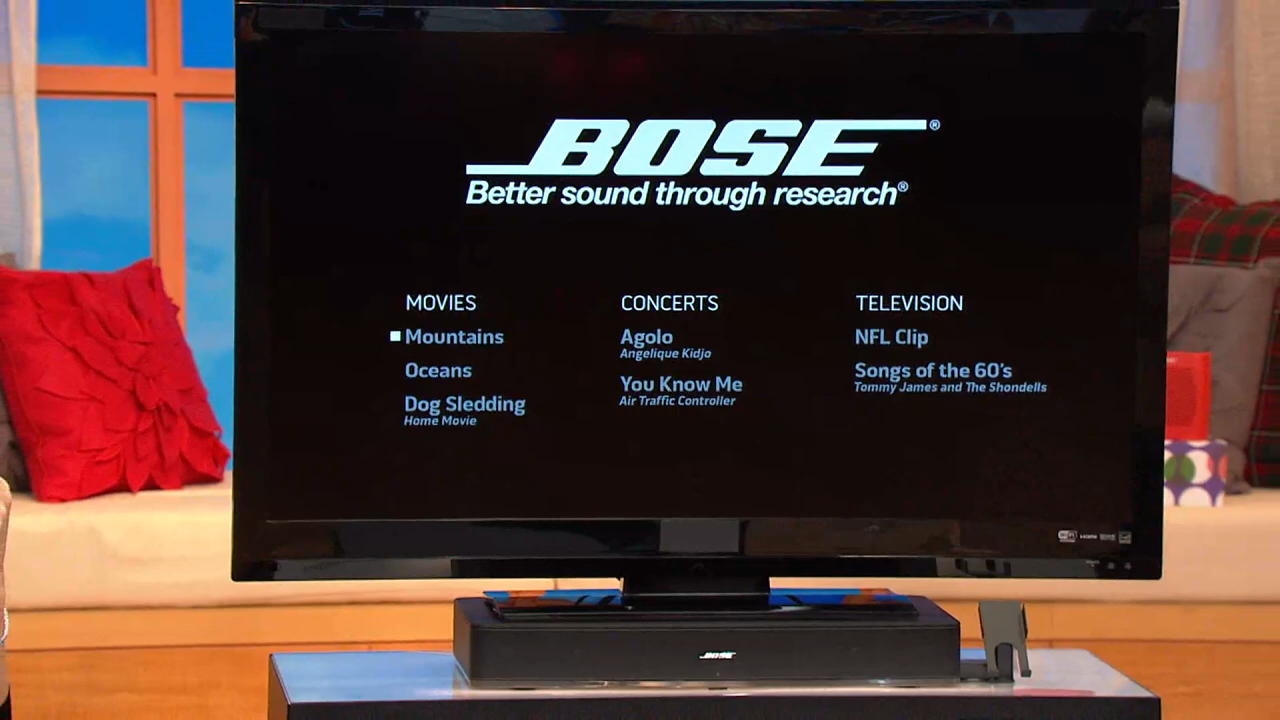 BOSE®
Better sound through research®
MOVIES
Mountains
Oceans
Dog Sledding
Home Movie
CONCERTS
Agolo
Angelique Kidjo
You Know Me
Air Traffic Controller
TELEVISION
NFL Clip
Songs of the 60's
Tommy James and The Shondells
BOSE